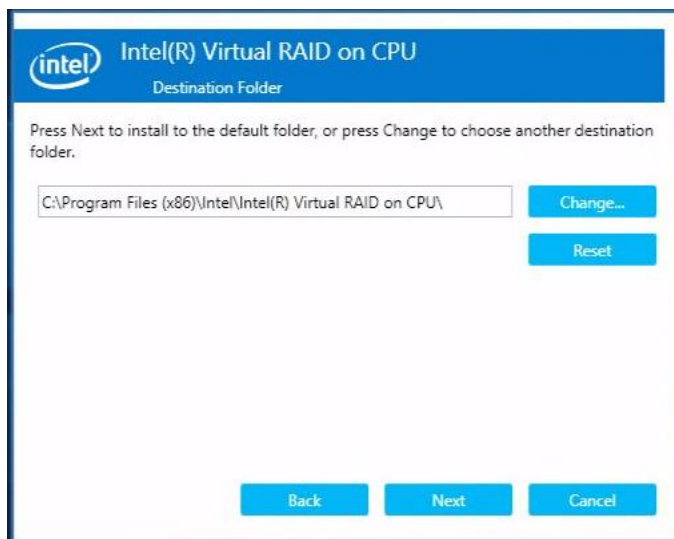 intel
Intel(R) Virtual RAID on CPU
Destination Folder
Press Next to install to the default folder, or press Change to choose another destination
folder.
C:\Program Files (x86)\Intel\Intel(R) Virtual RAID on CPU\
Change...
Reset
Back
Next
Cancel